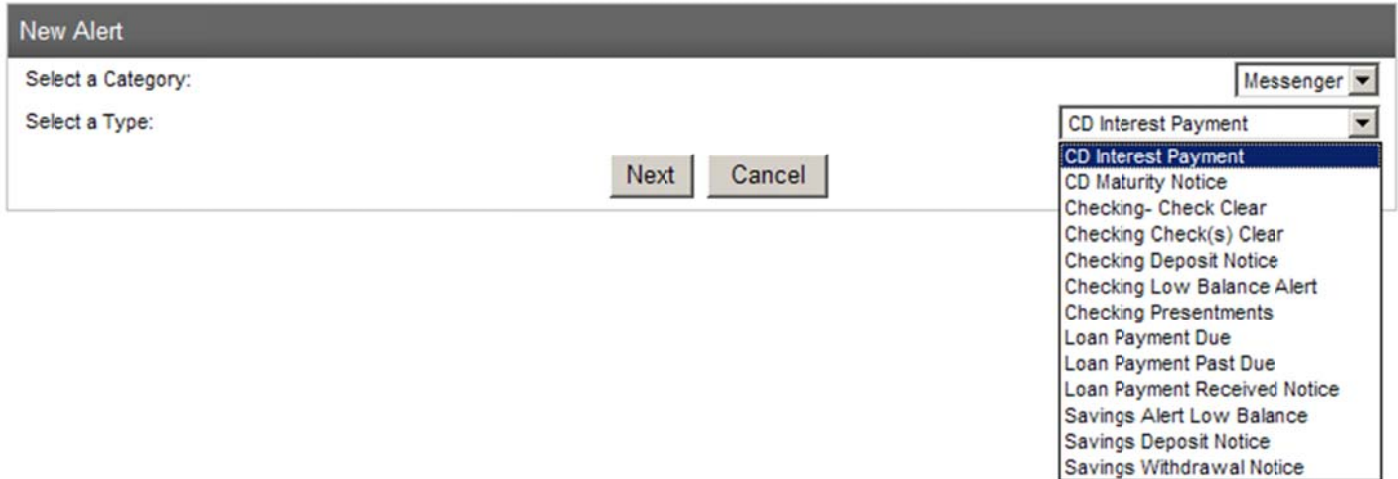 New Alert
Select a Category:
Messenger
Select a Type:
CD Interest Payment
Next
Cancel
CD Interest Payment
CD Maturity Notice
Checking- Check Clear
Checking Check(s) Clear
Checking Deposit Notice
Checking Low Balance Alert
Checking Presentments
Loan Payment Due
Loan Payment Past Due
Loan Payment Received Notice
Savings Alert Low Balance
Savings Deposit Notice
Savings Withdrawal Notice